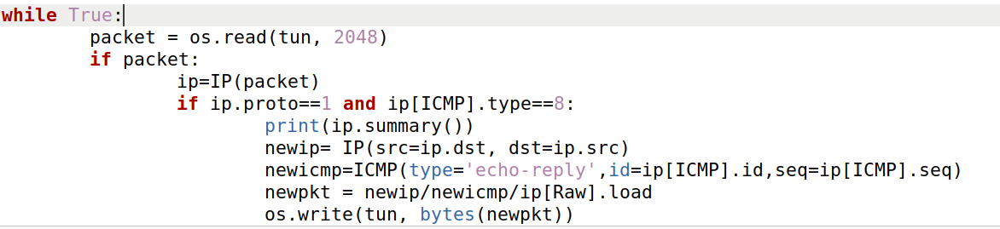 while True:
        packet = os.read(tun, 2048)
        if packet:
                ip=IP(packet)
                if ip.proto==1 and ip[ICMP].type==8:
                        print(ip.summary())
                        newip= IP(src=ip.dst, dst=ip.src)
                        newicmp=ICMP(type='echo-reply',id=ip[ICMP].id,seq=ip[ICMP].seq)
                        newpkt = newip/newicmp/ip[Raw].load
                        os.write(tun, bytes(newpkt))